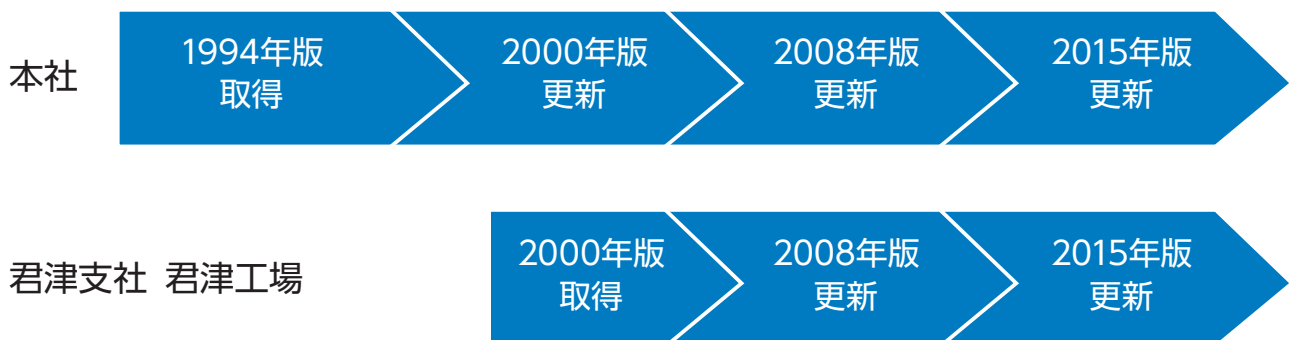 本社
1994年版
取得
2000年版
更新
2008年版
更新
2015年版
更新
君津支社 君津工場
2000年版
取得
2008年版
更新
2015年版
更新